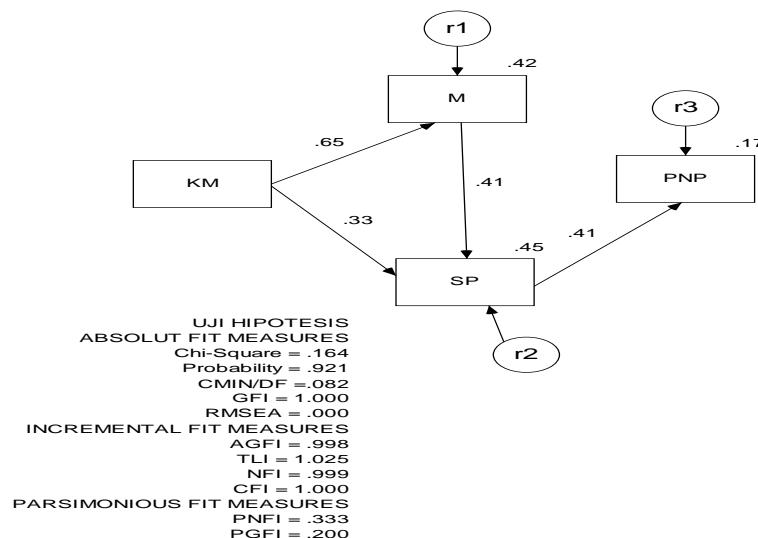 r1
.42
M
r3
.17
.65
PNP
KM
.41
.33
.45
.41
SP
r2
UJI HIPOTESIS
ABSOLUT FIT MEASURES
Chi-Square = .164
Probability = .921
CMIN/DF =.082
GFI = 1.000
RMSEA = .000
INCREMENTAL FIT MEASURES
AGFI = .998
TLI = 1.025
NFI = .999
CFI = 1.000
PARSIMONIOUS FIT MEASURES
PNFI = .333
PGFI = .200